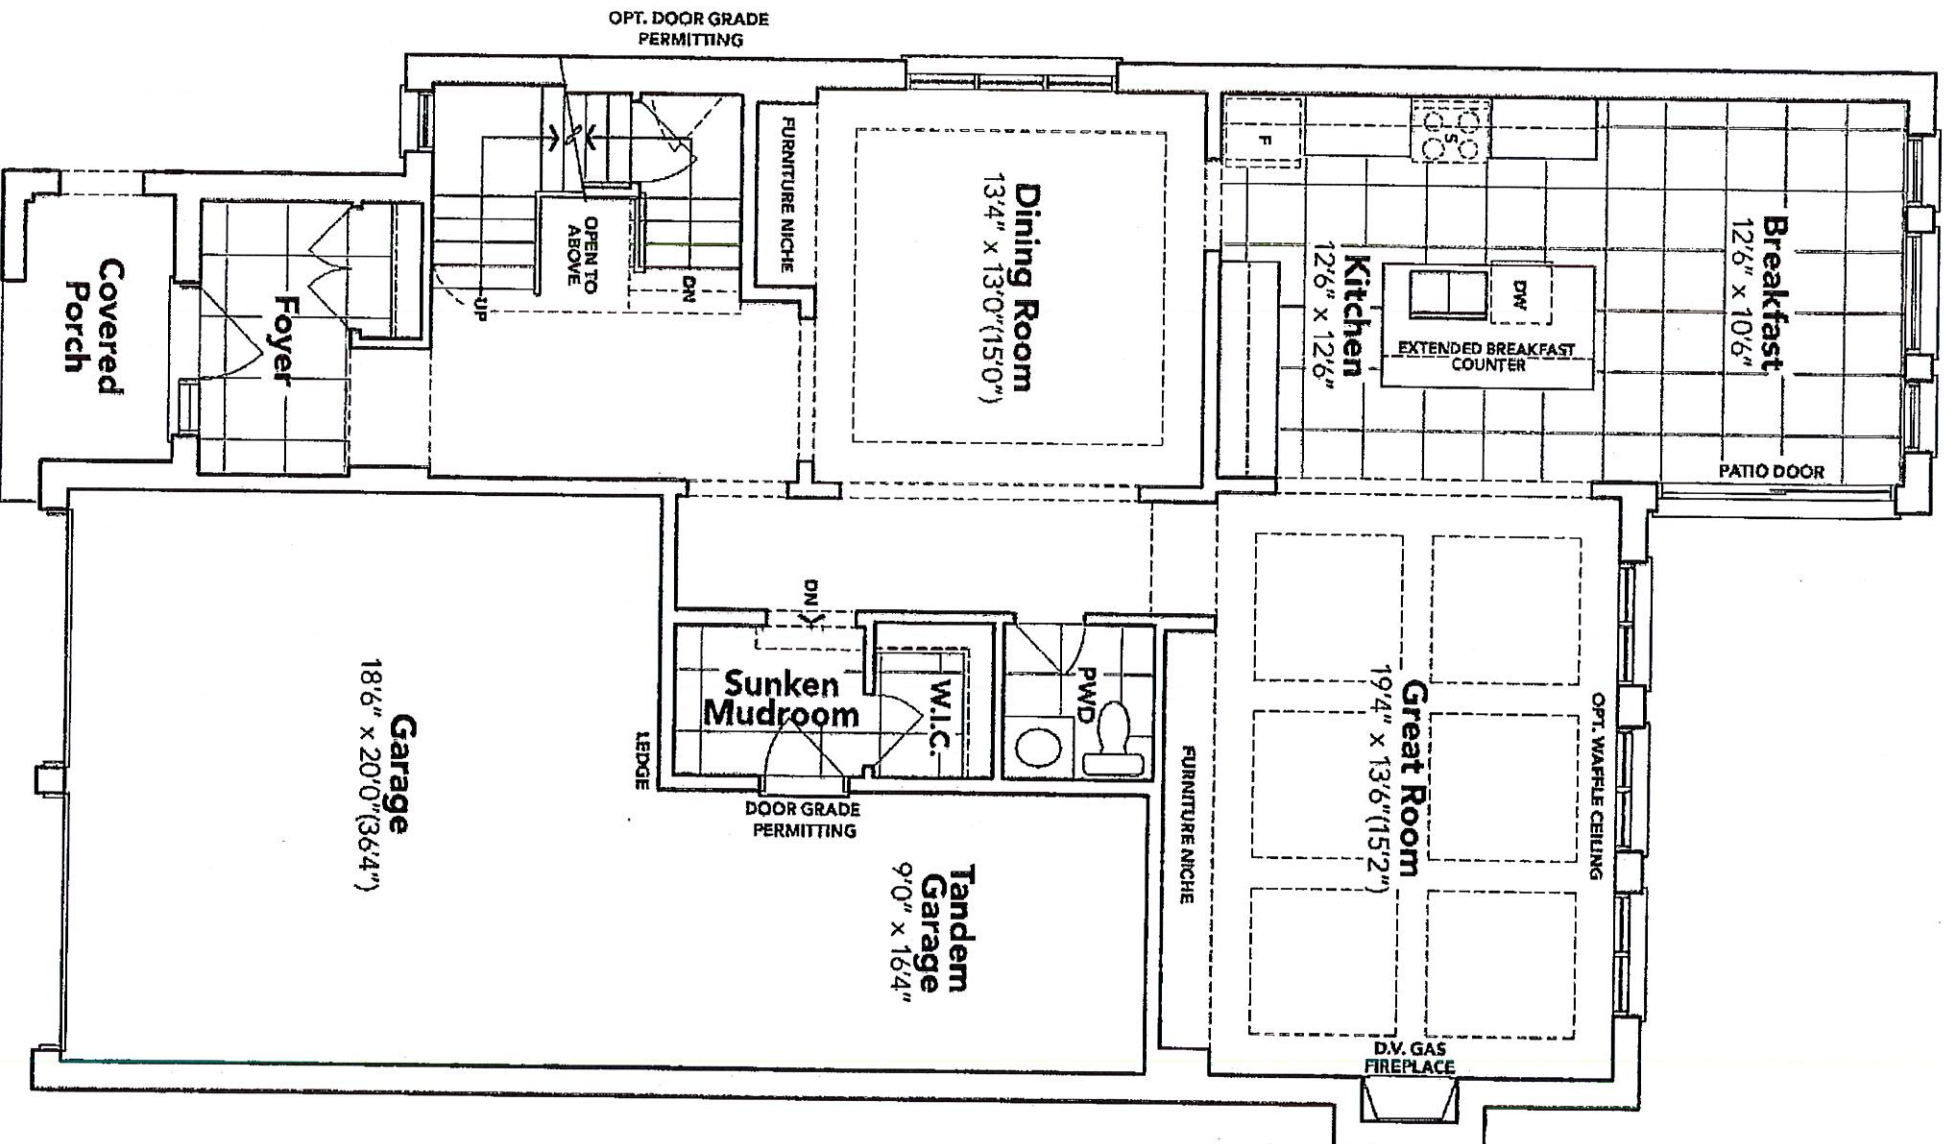 OPT. DOOR GRADE
PERMITTING
FURNITURE NICHE
OPEN TO
ABOVE
UP
DN
Dining Room
13'4" x 13'0"(15'0")
F
S
Kitchen
12'6" x 12'6"
DW
EXTENDED BREAKFAST
COUNTER
Breakfast
12'6" x 10'6"
PATIO DOOR
Covered
Porch
Foyer
DN
Sunken
Mudroom
W.I.C.
PWD
LEDGE
DOOR GRADE
PERMITTING
Garage
18'6" x 20'0"(36'4")
Tandem
Garage
9'0" x 16'4"
FURNITURE NICHE
Great Room
19'4" x 13'6"(15'2")
OPT. WAFFLE CEILING
D.V. GAS
FIREPLACE